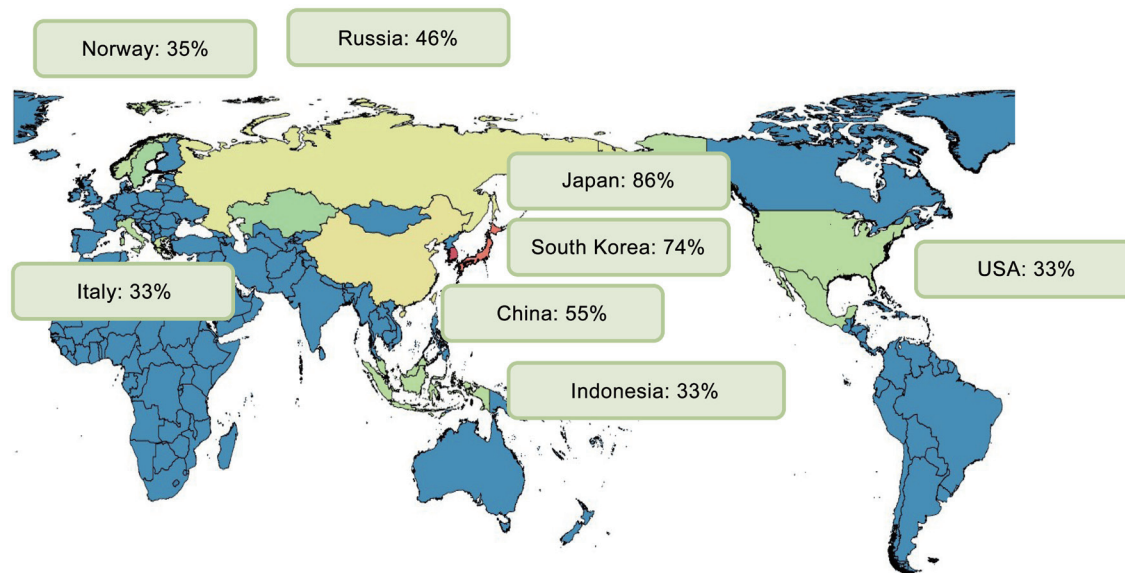 Norway: 35%
Russia: 46%
Japan: 86%
South Korea: 74%
USA: 33%
Italy: 33%
China: 55%
Indonesia: 33%